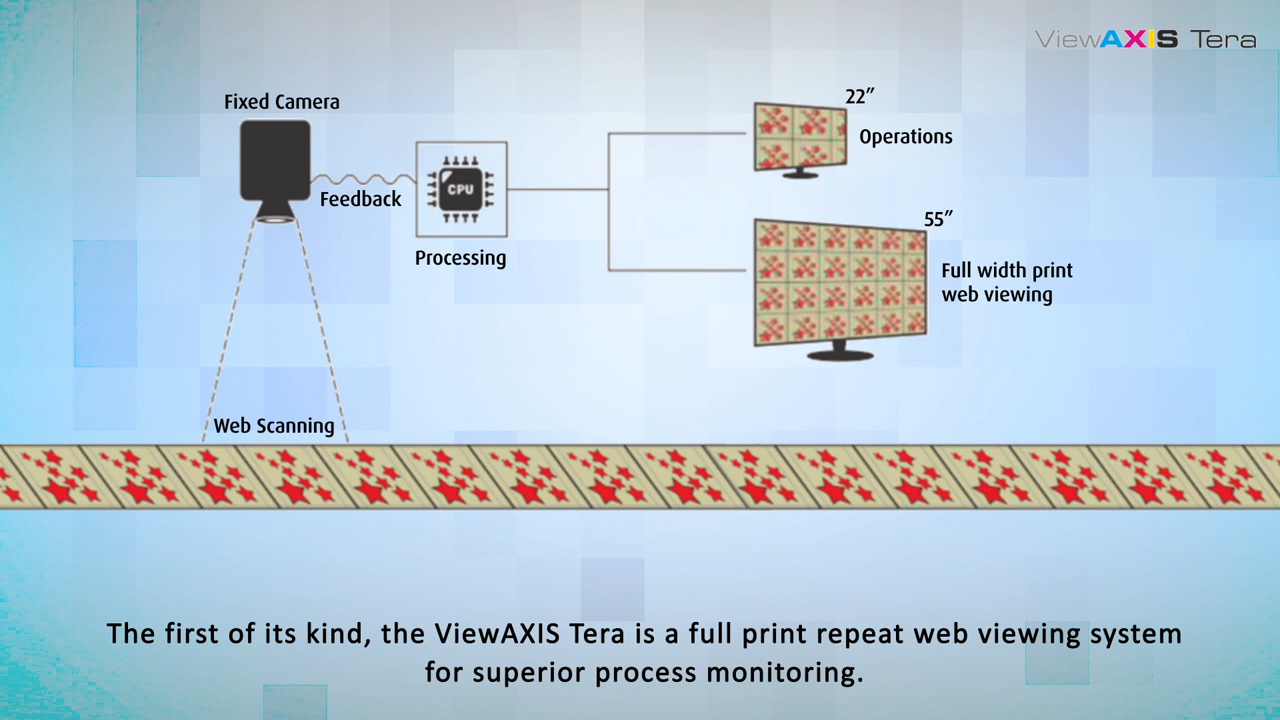 ViewAXIS Tera
Fixed Camera
Feedback
CPU
Processing
22”
Operations
55”
Full width print
web viewing
Web Scanning
The first of its kind, the ViewAXIS Tera is a full print repeat web viewing system
for superior process monitoring.